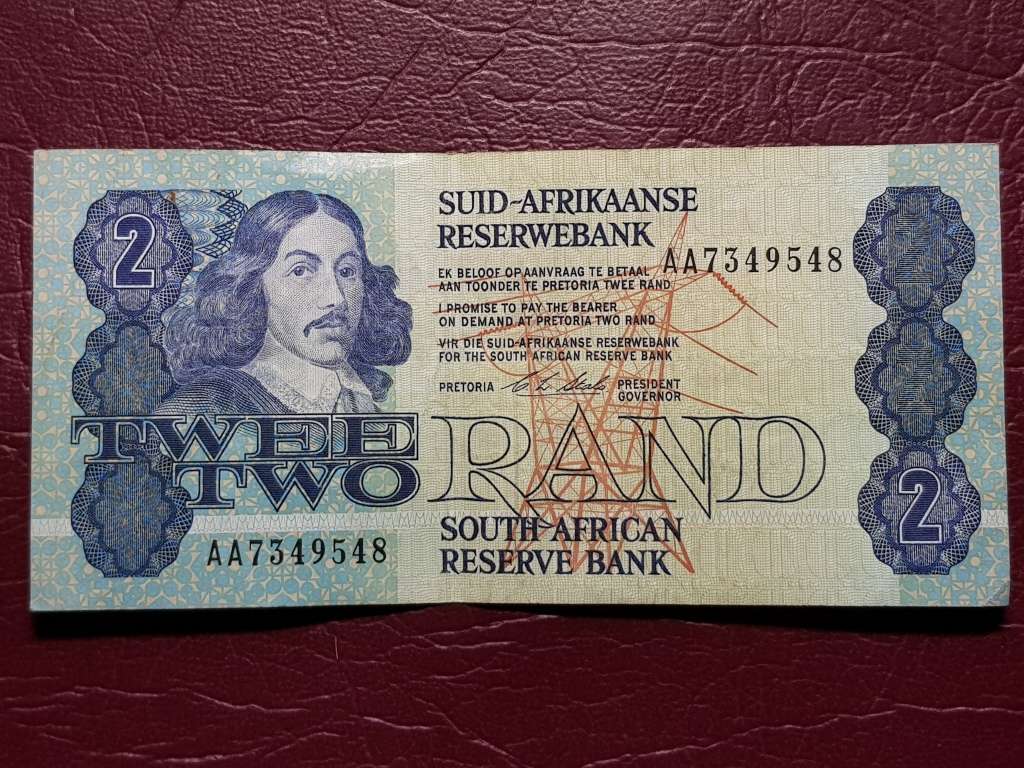 2
SUID-AFRIKAANSE
RESERWEBANK
AA7349548
EK BELOOF OP AANVRAAG TE BETAAL
AAN TOONDER TE PRETORIA TWEE RAND
I PROMISE TO PAY THE BEARER
ON DEMAND AT PRETORIA TWO RAND
VIR DIE SUID-AFRIKAANSE RESERWEBANK
FOR THE SOUTH AFRICAN RESERVE BANK
PRETORIA PRESIDENT
GOVERNOR
TWEE
TWO RAND
2
SOUTH AFRICAN
RESERVE BANK
AA7349548